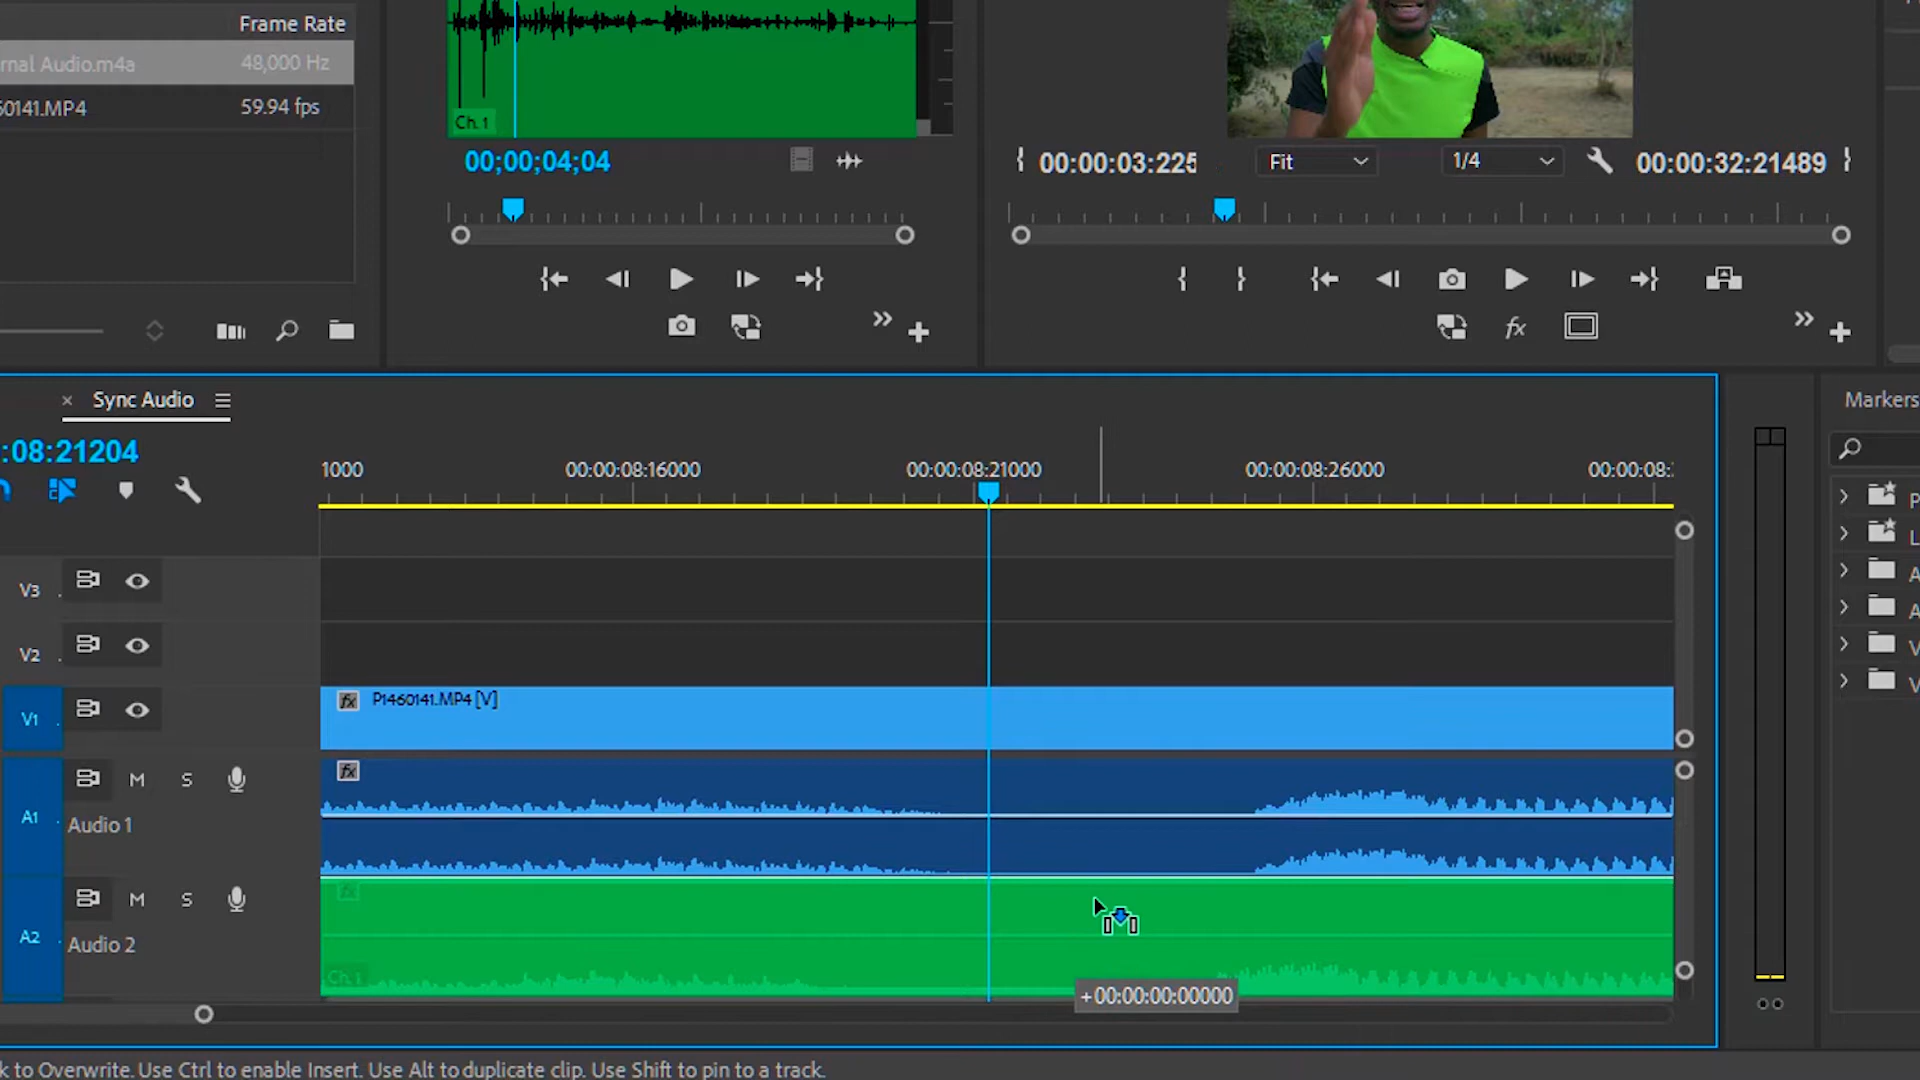 Frame Rate
rnal Audio.m4a 48,000 Hz
60141.MP4 59.94 fps
Ch. 1
00;00;04;04
00:00:03:225 Fit 1/4 00:00:32:21489
× Sync Audio
:08:21204
1000 00:00:08:16000 00:00:08:21000 00:00:08:26000 00:00:08:
V3
V2
V1 fx P1460141.MP4 [V]
M S fx
A1 Audio 1
M S fx
A2 Audio 2
Ch. 1
+00:00:00:00000
Markers
P
L
A
A
V
V
k to Overwrite. Use Ctrl to enable Insert. Use Alt to duplicate clip. Use Shift to pin to a track.